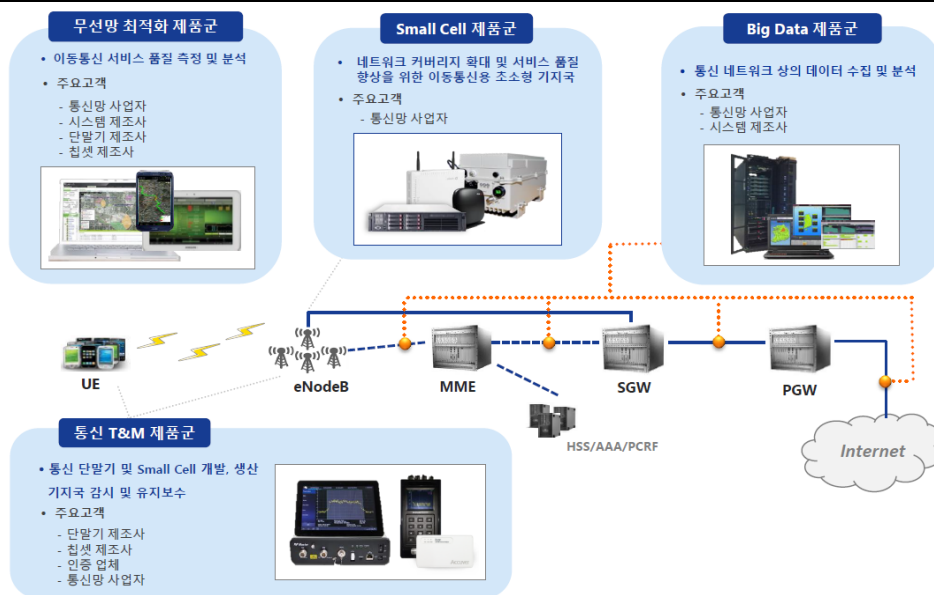 무선망 최적화 제품군
• 이동통신 서비스 품질 측정 및 분석
• 주요고객
- 통신망 사업자
- 시스템 제조사
- 단말기 제조사
- 칩셋 제조사
Small Cell 제품군
• 네트워크 커버리지 확대 및 서비스 품질
향상을 위한 이동통신용 초소형 기지국
• 주요고객
- 통신망 사업자
Big Data 제품군
• 통신 네트워크 상의 데이터 수집 및 분석
• 주요고객
- 통신망 사업자
- 시스템 제조사
UE
eNodeB
MME
SGW
PGW
HSS/AAA/PCRF
Internet
통신 T&M 제품군
• 통신 단말기 및 Small Cell 개발, 생산
기지국 감시 및 유지보수
• 주요고객
- 단말기 제조사
- 칩셋 제조사
- 인증 업체
- 통신망 사업자